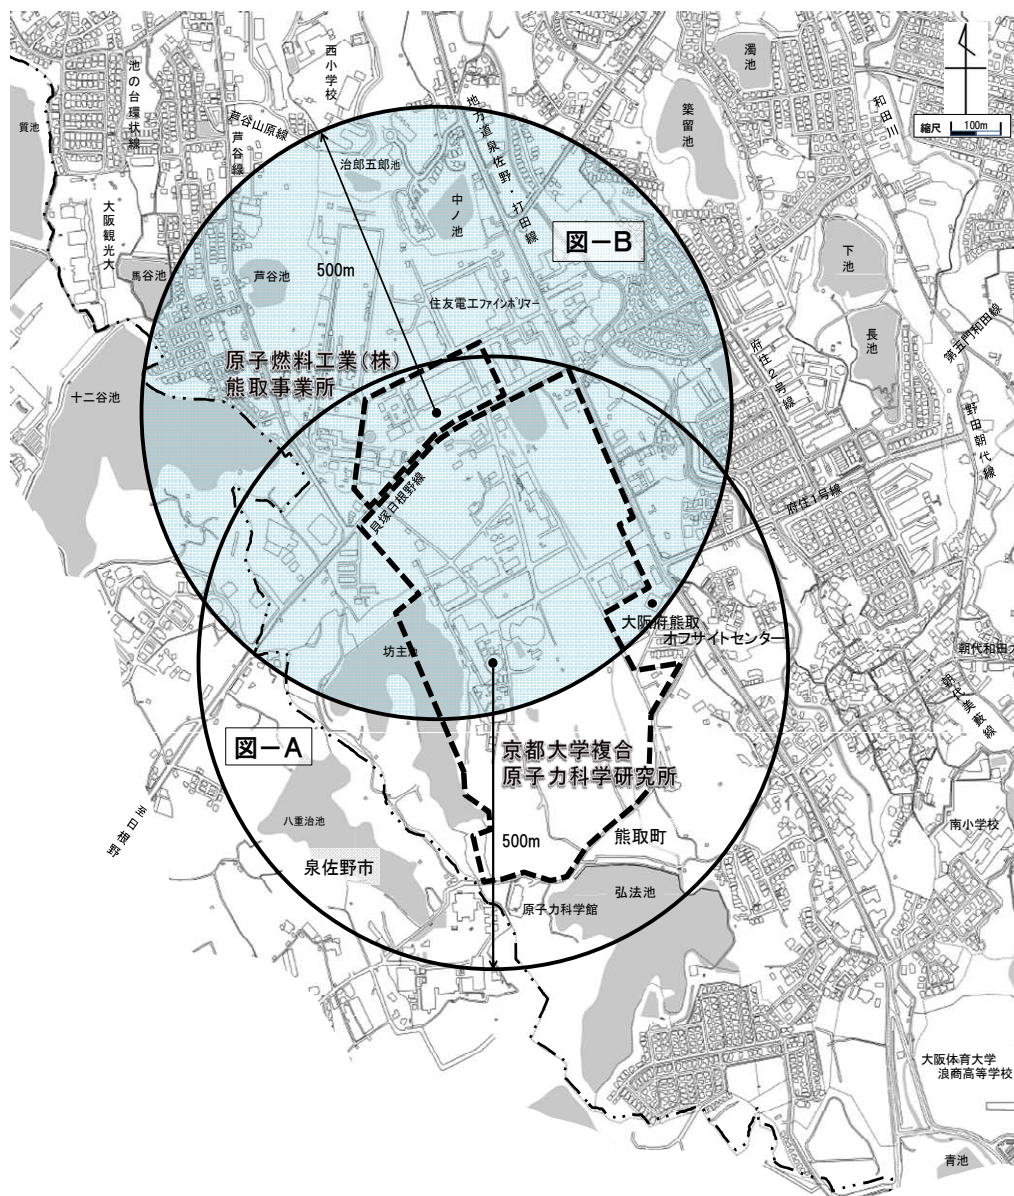 西小学校
濁池
池の台環状線
芦谷山原線
芦谷線
地方道泉佐野・打田線
築留池
和田川
縮尺 100m
質池
治郎五郎池
中ノ池
大阪観光大
図－B
下池
馬谷池
芦谷池
500m
住友電工ファインポリマー
長池
第五門和田線
府住2号線
原子燃料工業(株)
熊取事業所
十二谷池
野田朝代線
貝塚日根野線
府住1号線
大阪府熊取
オフサイトセンター
坊主池
朝代和田
朝代美薮線
図－A
京都大学複合
原子力科学研究所
八重治池
至日根野
500m
熊取町
南小学校
泉佐野市
弘法池
原子力科学館
大阪体育大学
浪商高等学校
青池